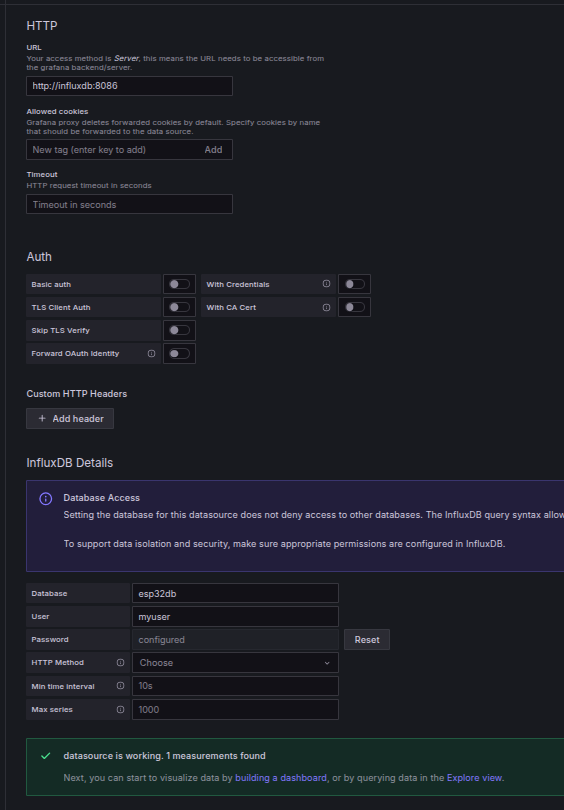 HTTP
URL
Your access method is Server, this means the URL needs to be accessible from
the grafana backend/server.
http://influxdb:8086
Allowed cookies
Grafana proxy deletes forwarded cookies by default. Specify cookies by name
that should be forwarded to the data source.
New tag (enter key to add) Add
Timeout
HTTP request timeout in seconds
Timeout in seconds
Auth
Basic auth With Credentials
TLS Client Auth With CA Cert
Skip TLS Verify
Forward OAuth Identity
Custom HTTP Headers
+ Add header
InfluxDB Details
Database Access
Setting the database for this datasource does not deny access to other databases. The InfluxDB query syntax allow
To support data isolation and security, make sure appropriate permissions are configured in InfluxDB.
Database esp32db
User myuser
Password configured Reset
HTTP Method Choose
Min time interval 10s
Max series 1000
datasource is working. 1 measurements found
Next, you can start to visualize data by building a dashboard, or by querying data in the Explore view.